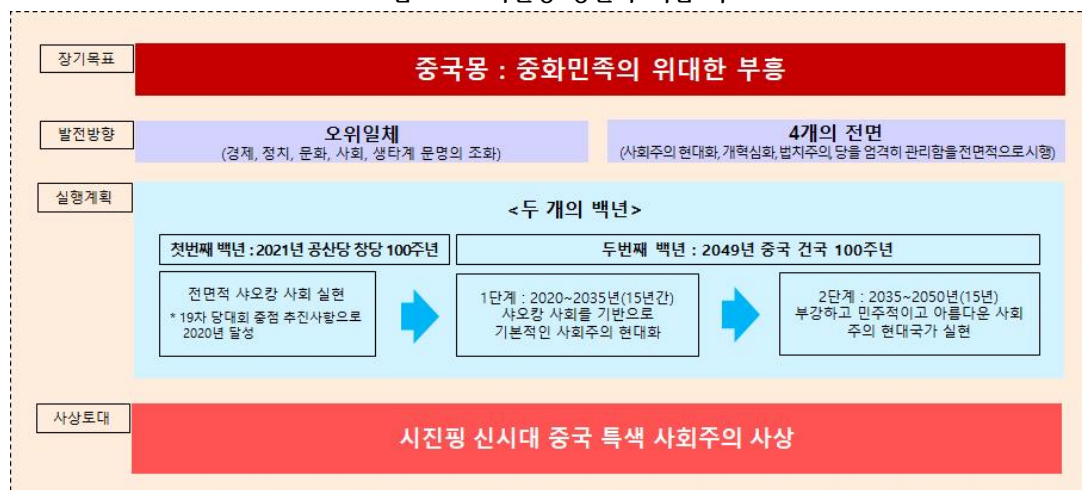 장기목표
중국몽 : 중화민족의 위대한 부흥
발전방향
오위일체
(경제, 정치, 문화, 사회, 생태계 문명의 조화)
4개의 전면
(사회주의 현대화, 개혁심화, 법치주의, 당을 엄격히 관리함을 전면적으로 시행)
실행계획
<두 개의 백년>
첫번째 백년 : 2021년 공산당 창당 100주년
두번째 백년 : 2049년 중국 건국 100주년
전면적 샤오캉 사회 실현
* 19차 당대회 중점 추진사항으로
2020년 달성
1단계 : 2020~2035년(15년간)
샤오캉 사회를 기반으로
기본적인 사회주의 현대화
2단계 : 2035~2050년(15년)
부강하고 민주적이고 아름다운 사회
주의 현대국가 실현
사상토대
시진핑 신시대 중국 특색 사회주의 사상